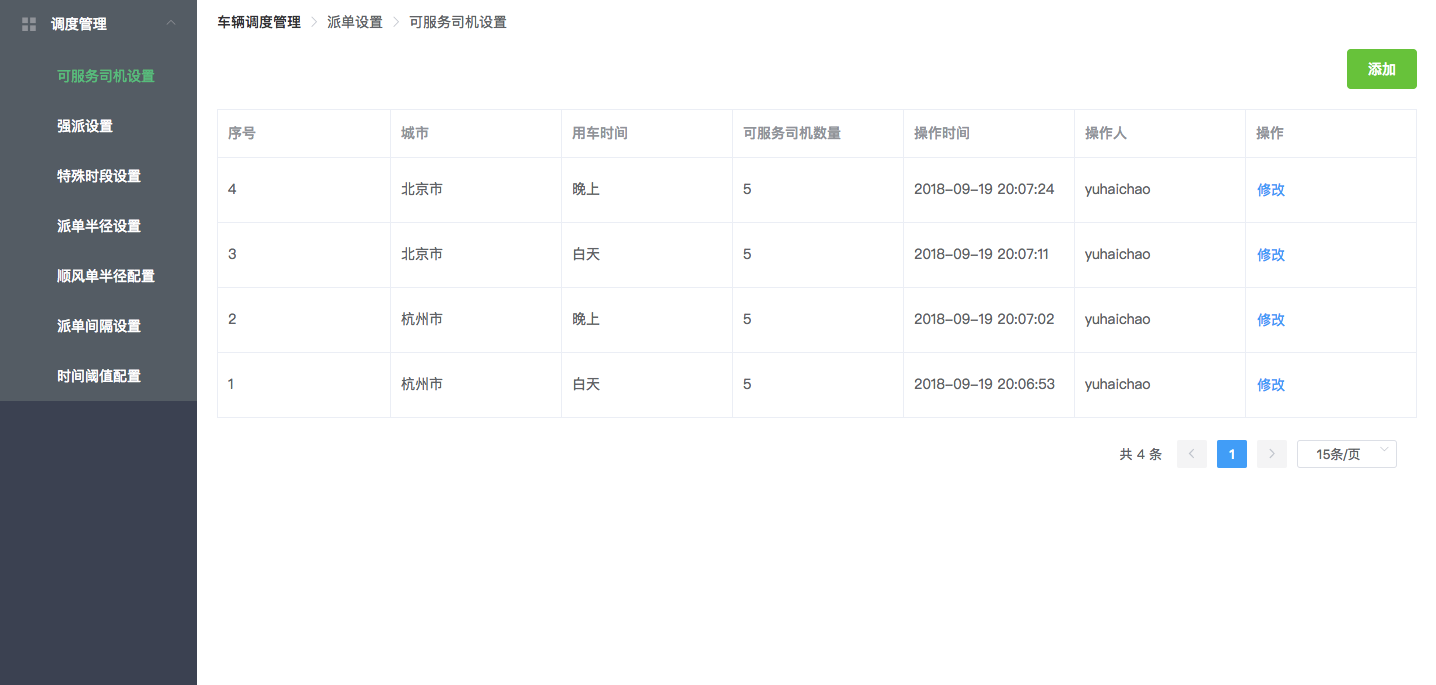 调度管理
可服务司机设置
强派设置
特殊时段设置
派单半径设置
顺风单半径配置
派单间隔设置
时间阈值配置
车辆调度管理 派单设置 可服务司机设置
添加
序号 城市 用车时间 可服务司机数量 操作时间 操作人 操作
4 北京市 晚上 5 2018-09-19 20:07:24 yuhaichao 修改
3 北京市 白天 5 2018-09-19 20:07:11 yuhaichao 修改
2 杭州市 晚上 5 2018-09-19 20:07:02 yuhaichao 修改
1 杭州市 白天 5 2018-09-19 20:06:53 yuhaichao 修改
共 4 条 1 15条/页